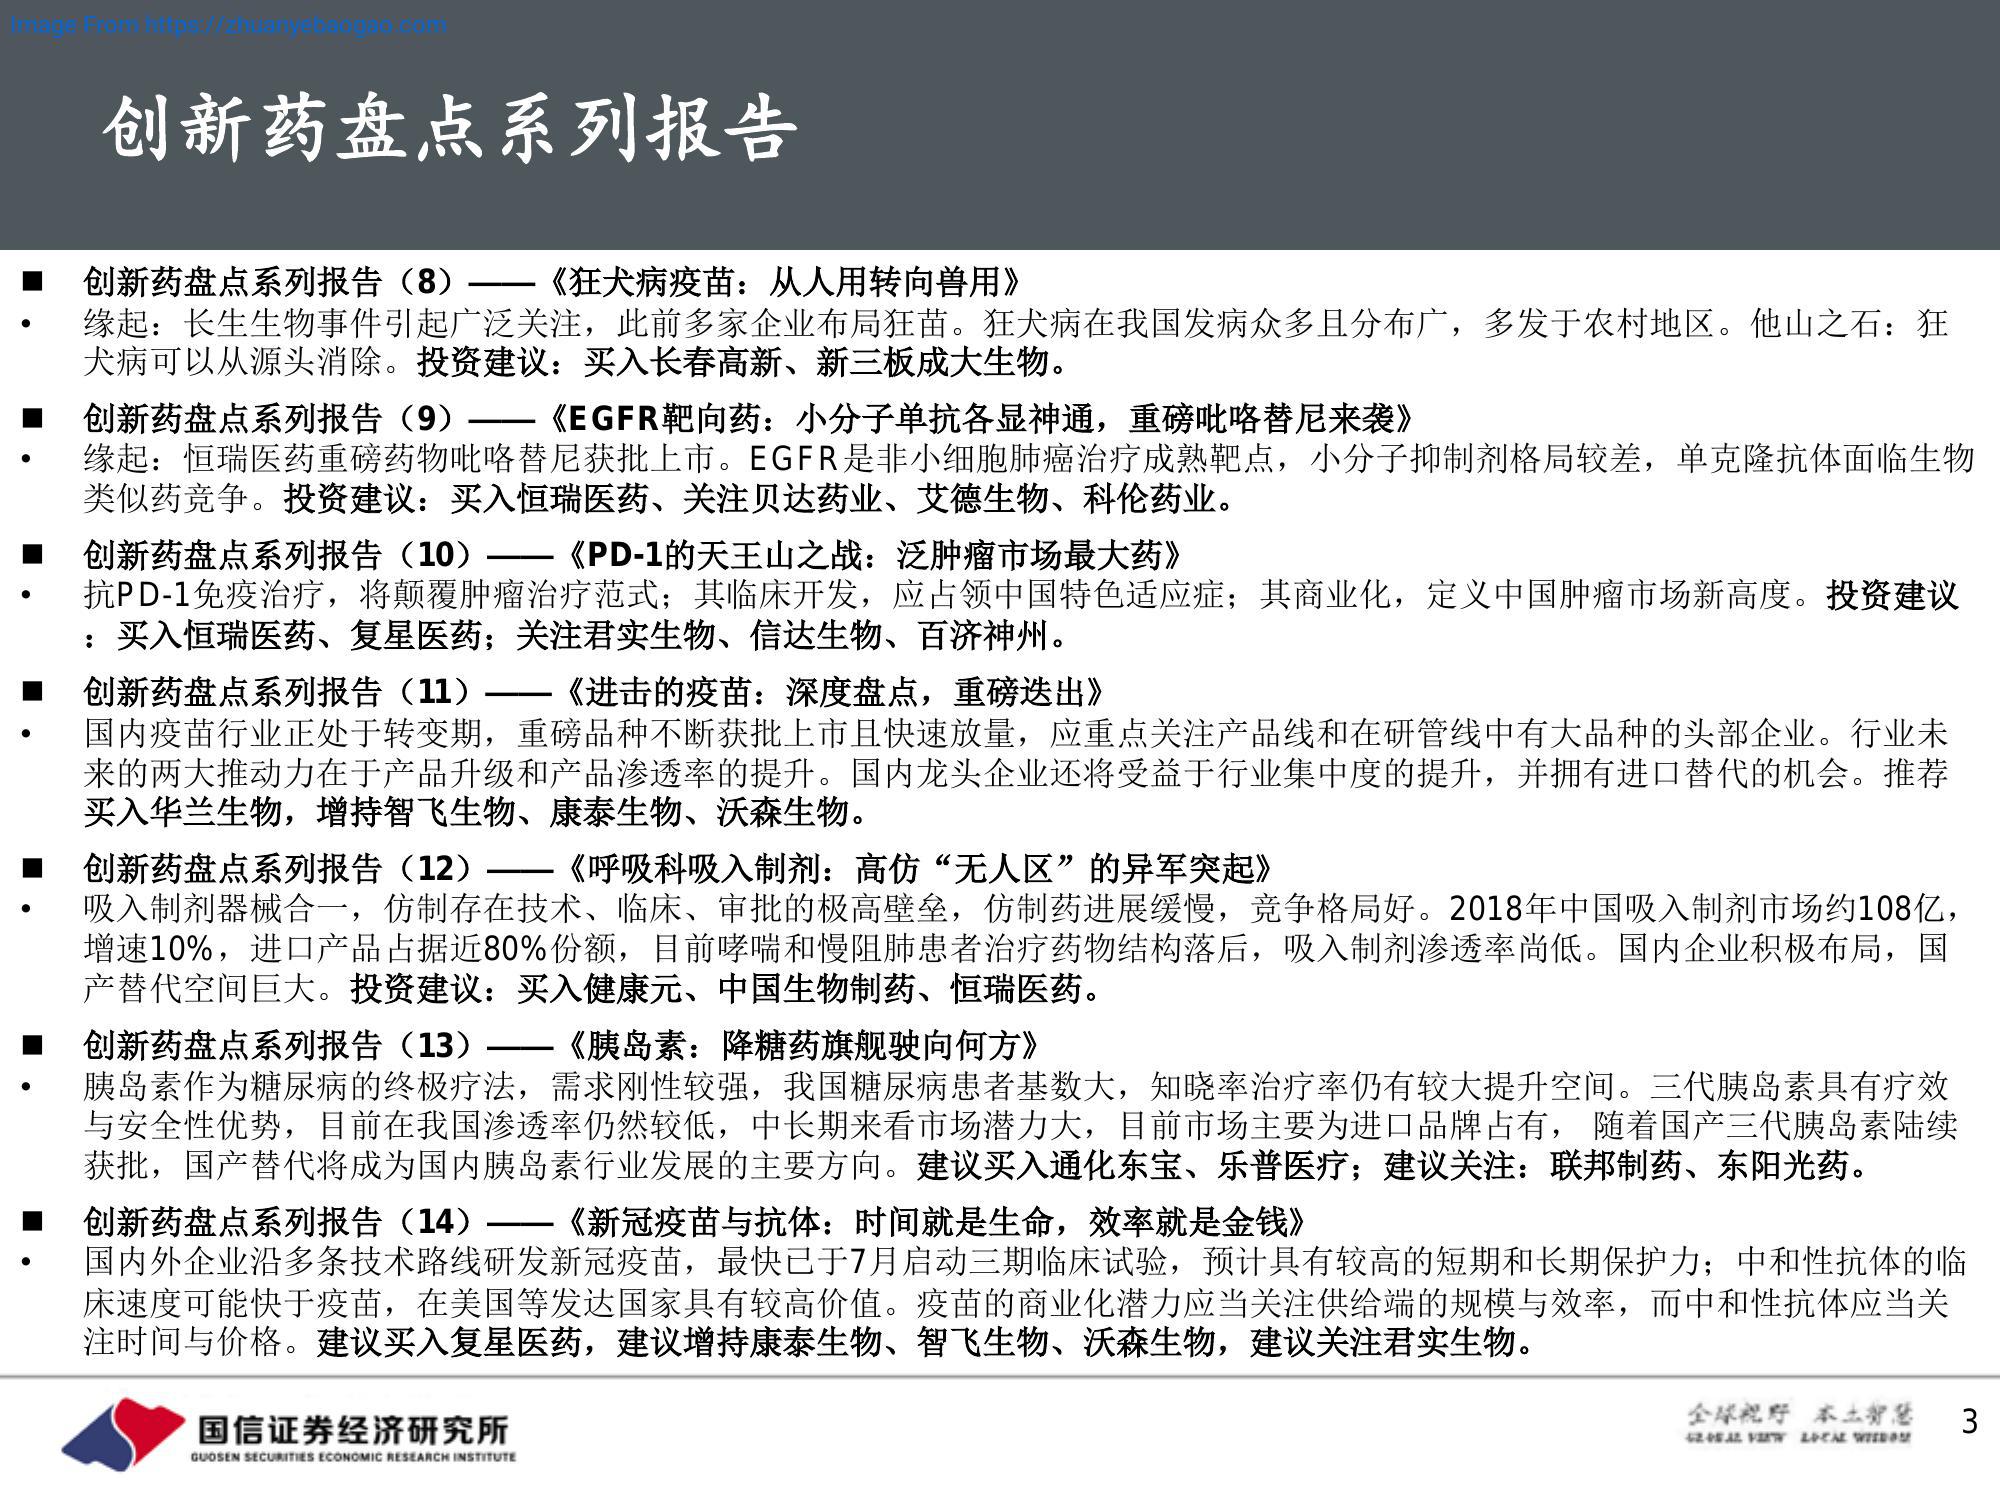 Image From https://zhuanyebaogao.com
创新药盘点系列报告
■ 创新药盘点系列报告（8）——《狂犬病疫苗：从人用转向兽用》
• 缘起：长生生物事件引起广泛关注，此前多家企业布局狂苗。狂犬病在我国发病众多且分布广，多发于农村地区。他山之石：狂
犬病可以从源头消除。投资建议：买入长春高新、新三板成大生物。
■ 创新药盘点系列报告（9）——《EGFR靶向药：小分子单抗各显神通，重磅吡咯替尼来袭》
• 缘起：恒瑞医药重磅药物吡咯替尼获批上市。EGFR是非小细胞肺癌治疗成熟靶点，小分子抑制剂格局较差，单克隆抗体面临生物
类似药竞争。投资建议：买入恒瑞医药、关注贝达药业、艾德生物、科伦药业。
■ 创新药盘点系列报告（10）——《PD-1的天王山之战：泛肿瘤市场最大药》
• 抗PD-1免疫治疗，将颠覆肿瘤治疗范式；其临床开发，应占领中国特色适应症；其商业化，定义中国肿瘤市场新高度。投资建议
：买入恒瑞医药、复星医药；关注君实生物、信达生物、百济神州。
■ 创新药盘点系列报告（11）——《进击的疫苗：深度盘点，重磅迭出》
• 国内疫苗行业正处于转变期，重磅品种不断获批上市且快速放量，应重点关注产品线和在研管线中有大品种的头部企业。行业未
来的两大推动力在于产品升级和产品渗透率的提升。国内龙头企业还将受益于行业集中度的提升，并拥有进口替代的机会。推荐
买入华兰生物，增持智飞生物、康泰生物、沃森生物。
■ 创新药盘点系列报告（12）——《呼吸科吸入制剂：高仿“无人区”的异军突起》
• 吸入制剂器械合一，仿制存在技术、临床、审批的极高壁垒，仿制药进展缓慢，竞争格局好。2018年中国吸入制剂市场约108亿，
增速10%，进口产品占据近80%份额，目前哮喘和慢阻肺患者治疗药物结构落后，吸入制剂渗透率尚低。国内企业积极布局，国
产替代空间巨大。投资建议：买入健康元、中国生物制药、恒瑞医药。
■ 创新药盘点系列报告（13）——《胰岛素：降糖药旗舰驶向何方》
• 胰岛素作为糖尿病的终极疗法，需求刚性较强，我国糖尿病患者基数大，知晓率治疗率仍有较大提升空间。三代胰岛素具有疗效
与安全性优势，目前在我国渗透率仍然较低，中长期来看市场潜力大，目前市场主要为进口品牌占有， 随着国产三代胰岛素陆续
获批，国产替代将成为国内胰岛素行业发展的主要方向。建议买入通化东宝、乐普医疗；建议关注：联邦制药、东阳光药。
■ 创新药盘点系列报告（14）——《新冠疫苗与抗体：时间就是生命，效率就是金钱》
• 国内外企业沿多条技术路线研发新冠疫苗，最快已于7月启动三期临床试验，预计具有较高的短期和长期保护力；中和性抗体的临
床速度可能快于疫苗，在美国等发达国家具有较高价值。疫苗的商业化潜力应当关注供给端的规模与效率，而中和性抗体应当关
注时间与价格。建议买入复星医药，建议增持康泰生物、智飞生物、沃森生物，建议关注君实生物。
国信证券经济研究所
GUOSEN SECURITIES ECONOMIC RESEARCH INSTITUTE
全球视野 本土智慧
GLOBAL VIEW LOCAL WISDOM
3